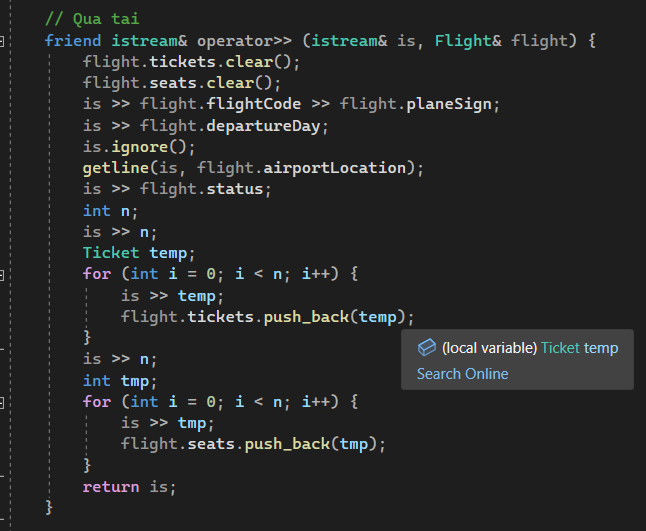 // Qua tai
friend istream& operator>> (istream& is, Flight& flight) {
flight.tickets.clear();
flight.seats.clear();
is >> flight.flightCode >> flight.planeSign;
is >> flight.departureDay;
is.ignore();
getline(is, flight.airportLocation);
is >> flight.status;
int n;
is >> n;
Ticket temp;
for (int i = 0; i < n; i++) {
is >> temp;
flight.tickets.push_back(temp);
}
(local variable) Ticket temp
Search Online
is >> n;
int tmp;
for (int i = 0; i < n; i++) {
is >> tmp;
flight.seats.push_back(tmp);
}
return is;
}